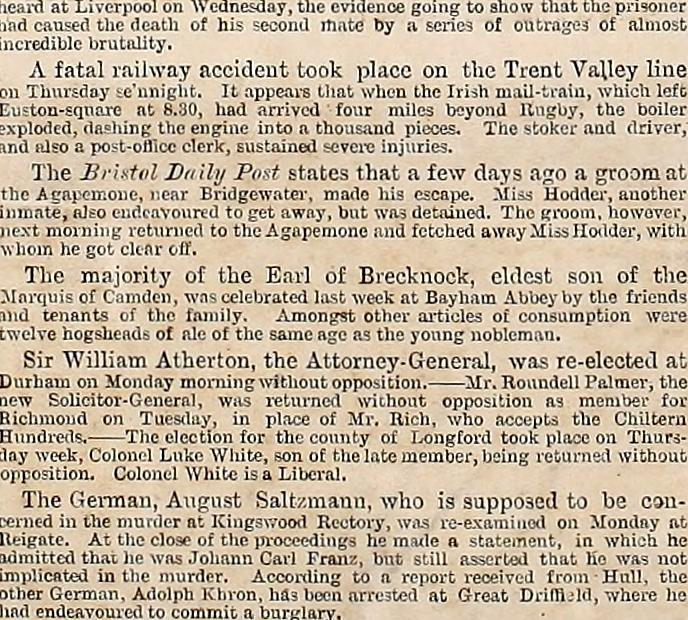 heard at Liverpool on Wednesday, the evidence going to show that the prisoner
had caused the death of his second mate by a series of outrages of almost
incredible brutality.
A fatal railway accident took place on the Trent Valley line
on Thursday se'nnight. It appears that when the Irish mail-train, which left
Euston-square at 8.30, had arrived four miles beyond Rugby, the boiler
exploded, dashing the engine into a thousand pieces. The stoker and driver,
and also a post-office clerk, sustained severe injuries.
The Bristol Daily Post states that a few days ago a groom at
the Agapemone, near Bridgewater, made his escape. Miss Hodder, another
inmate, also endeavoured to get away, but was detained. The groom, however,
next morning returned to the Agapemone and fetched away Miss Hodder, with
whom he got clear off.
The majority of the Earl of Brecknock, eldest son of the
Marquis of Camden, was celebrated last week at Bayham Abbey by the friends
and tenants of the family. Amongst other articles of consumption were
twelve hogsheads of ale of the same age as the young nobleman.
Sir William Atherton, the Attorney-General, was re-elected at
Durham on Monday morning without opposition.——Mr. Roundell Palmer, the
new Solicitor-General, was returned without opposition as member for
Richmond on Tuesday, in place of Mr. Rich, who accepts the Chiltern
Hundreds.——The election for the county of Longford took place on Thurs-
day week, Colonel Luke White, son of the late member, being returned without
opposition. Colonel White is a Liberal.
The German, August Saltzmann, who is supposed to be con-
cerned in the murder at Kingswood Rectory, was re-examined on Monday at
Reigate. At the close of the proceedings he made a statement, in which he
admitted that he was Johann Carl Franz, but still asserted that he was not
implicated in the murder. According to a report received from Hull, the
other German, Adolph Khron, has been arrested at Great Driffield, where he
had endeavoured to commit a burglary.